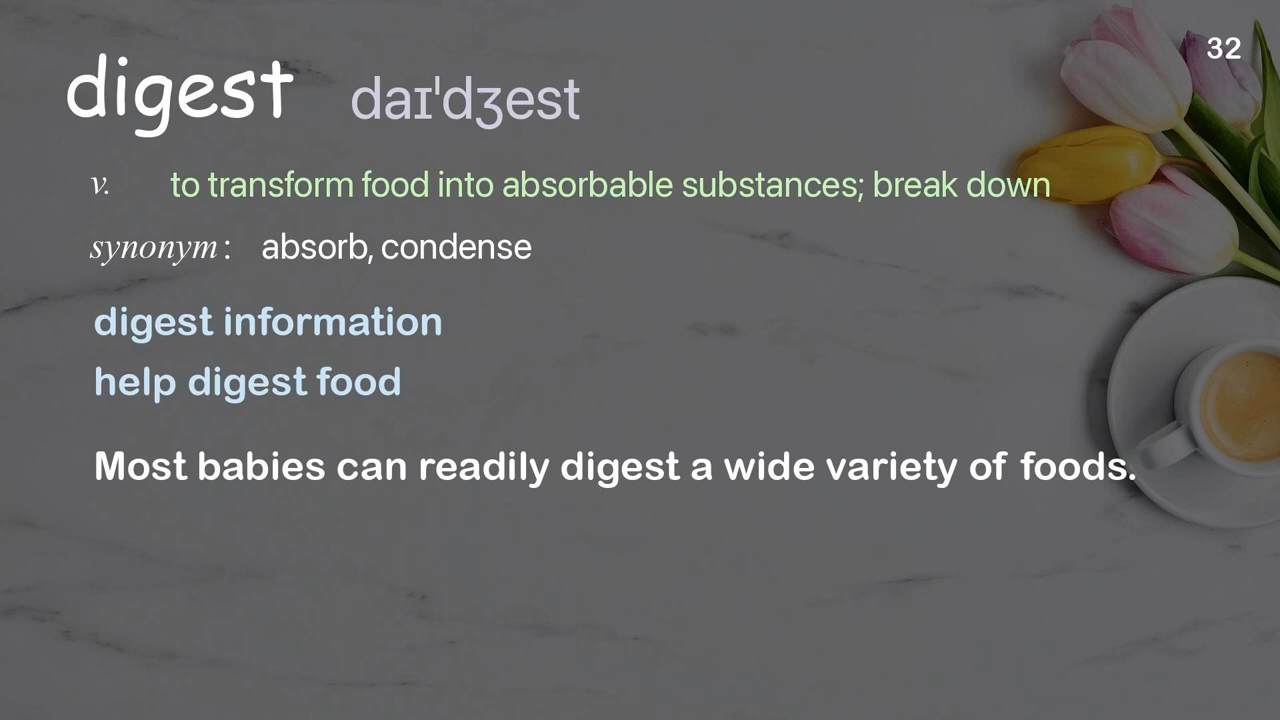 32
digest daɪˈdʒest
v. to transform food into absorbable substances; break down
synonym : absorb, condense
digest information
help digest food
Most babies can readily digest a wide variety of foods.